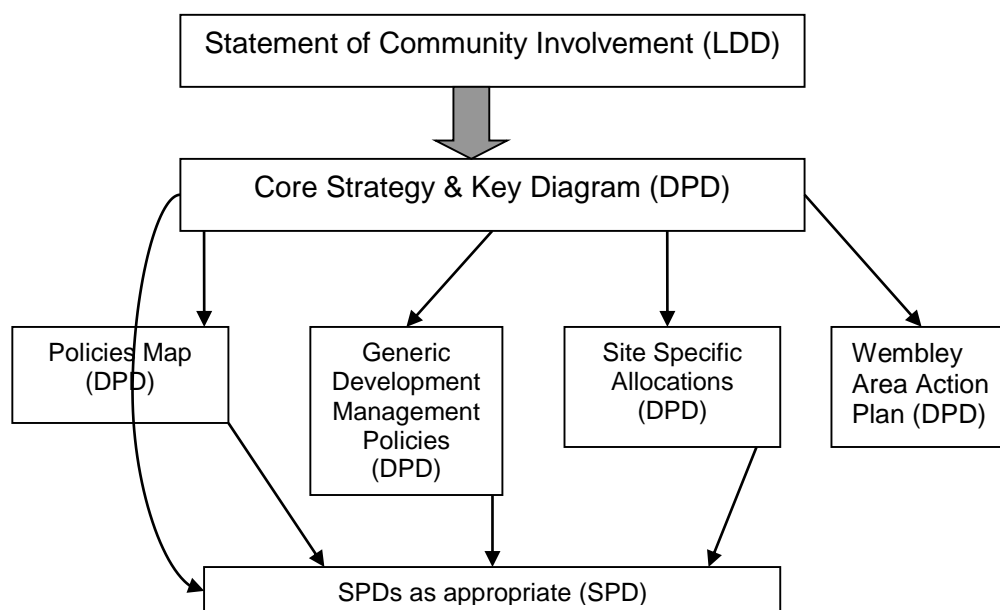 Statement of Community Involvement (LDD)
Core Strategy & Key Diagram (DPD)
Policies Map
(DPD)
Generic
Development
Management
Policies
(DPD)
Site Specific
Allocations
(DPD)
Wembley
Area Action
Plan (DPD)
SPDs as appropriate (SPD)